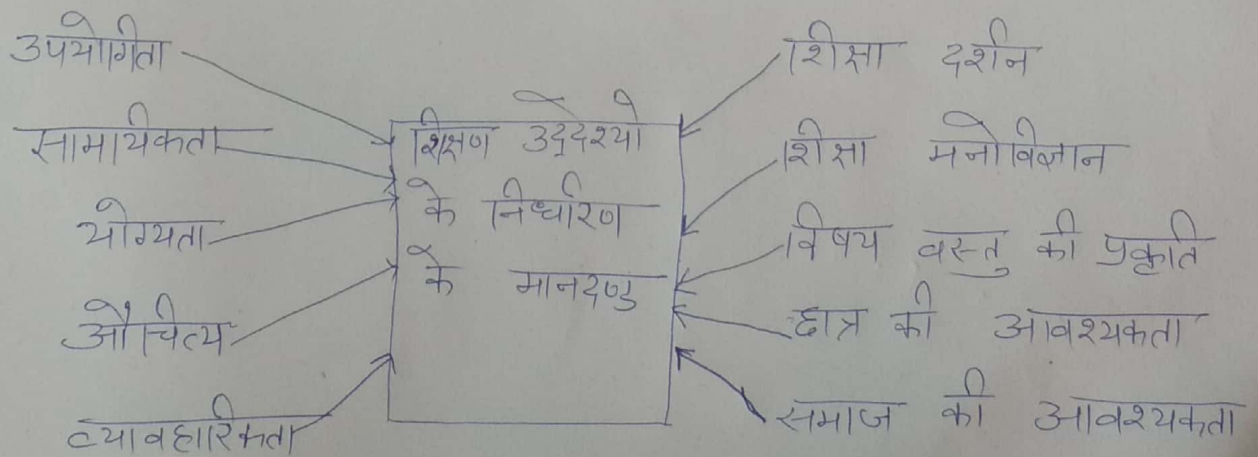 उपयोगिता
सामायिकता
योग्यता
औचित्य
व्यावहारिकता
शिक्षण उद्देश्यो
के निर्धारण
के मानदण्ड
शिक्षा दर्शन
शिक्षा मनोविज्ञान
विषय वस्तु की प्रकृति
छात्र की आवश्यकता
समाज की आवश्यकता